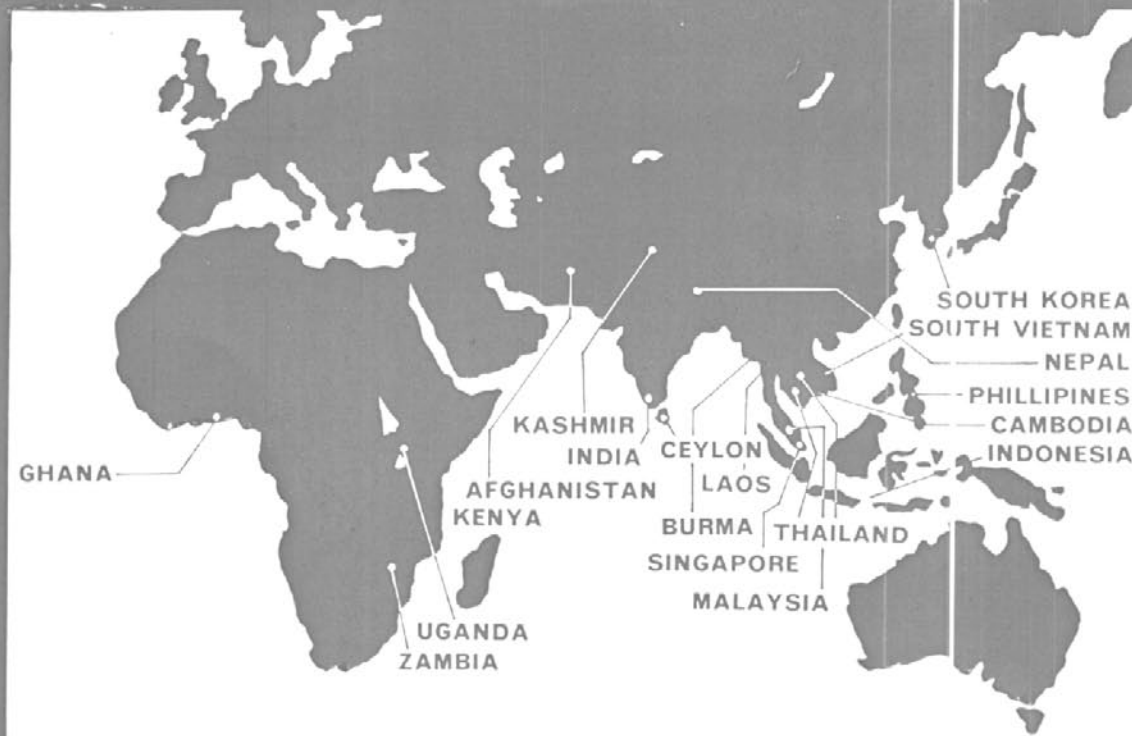 SOUTH KOREA
SOUTH VIETNAM
NEPAL
PHILLIPINES
CAMBODIA
INDONESIA
KASHMIR
INDIA
CEYLON
LAOS
GHANA
AFGHANISTAN
KENYA
BURMA
THAILAND
SINGAPORE
MALAYSIA
UGANDA
ZAMBIA